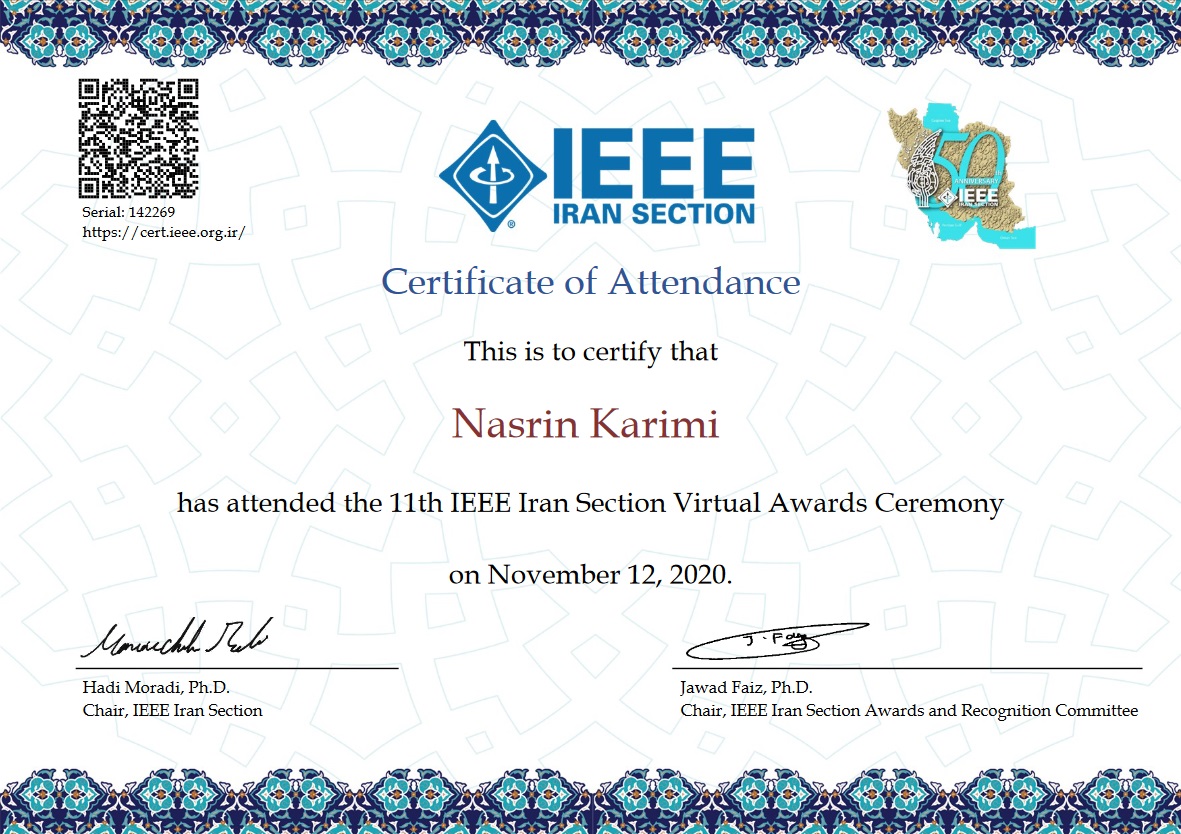 Serial: 142269
https://cert.ieee.org.ir/
IEEE
IRAN SECTION
®
50th
ANNIVERSARY
IEEE
IRAN SECTION
Certificate of Attendance
This is to certify that
Nasrin Karimi
has attended the 11th IEEE Iran Section Virtual Awards Ceremony
on November 12, 2020.
J. Faiz
Hadi Moradi, Ph.D.
Chair, IEEE Iran Section
Jawad Faiz, Ph.D.
Chair, IEEE Iran Section Awards and Recognition Committee